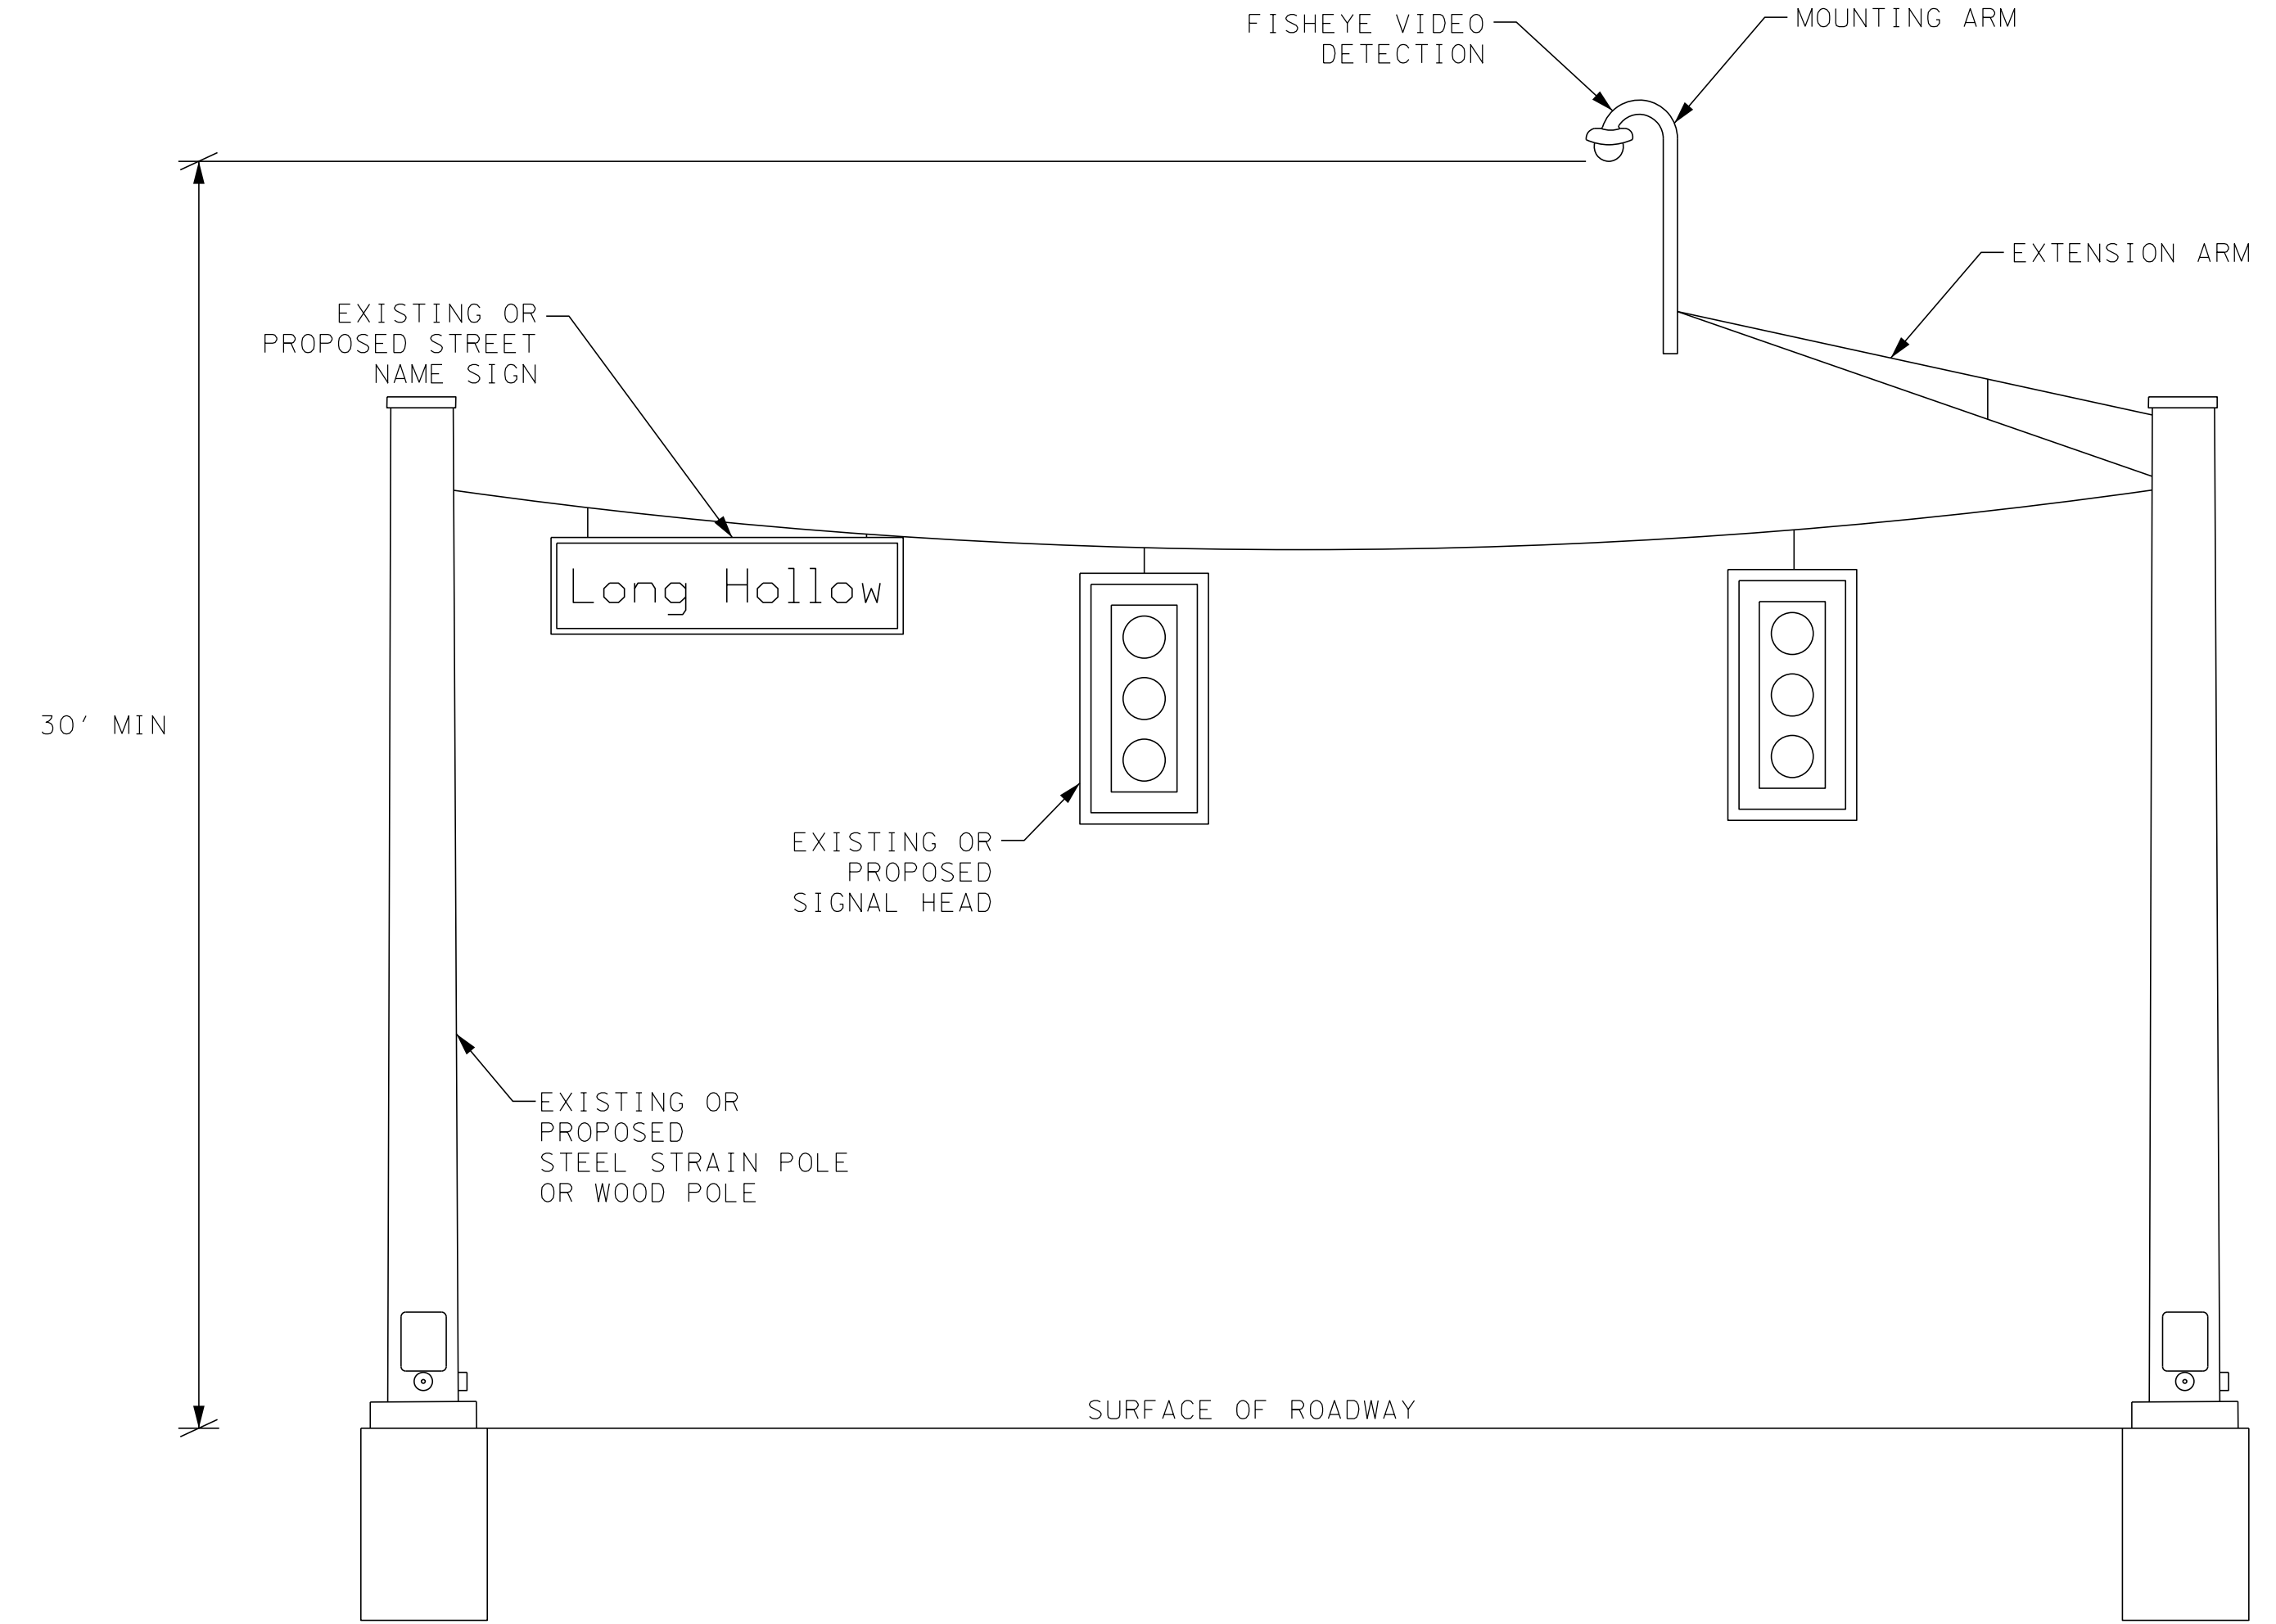 FISHEYE VIDEO
DETECTION
MOUNTING ARM
EXTENSION ARM
EXISTING OR
PROPOSED STREET
NAME SIGN
Long Hollow
30' MIN
EXISTING OR
PROPOSED
SIGNAL HEAD
EXISTING OR
PROPOSED
STEEL STRAIN POLE
OR WOOD POLE
SURFACE OF ROADWAY